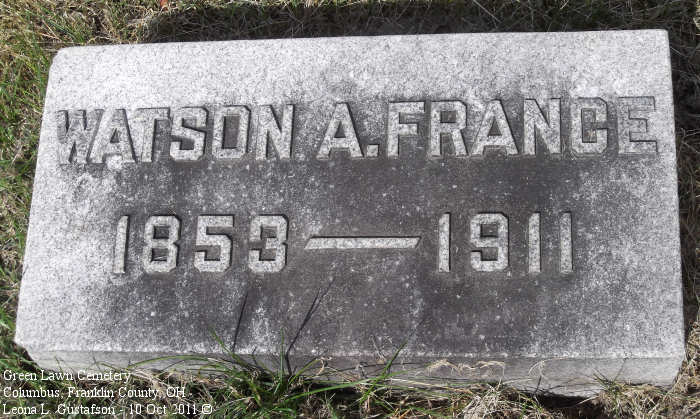 WATSON A. FRANCE
1853 — 1911
Green Lawn Cemetery
Columbus, Franklin County, OH
Leona L. Gustafson - 10 Oct 2011 ©